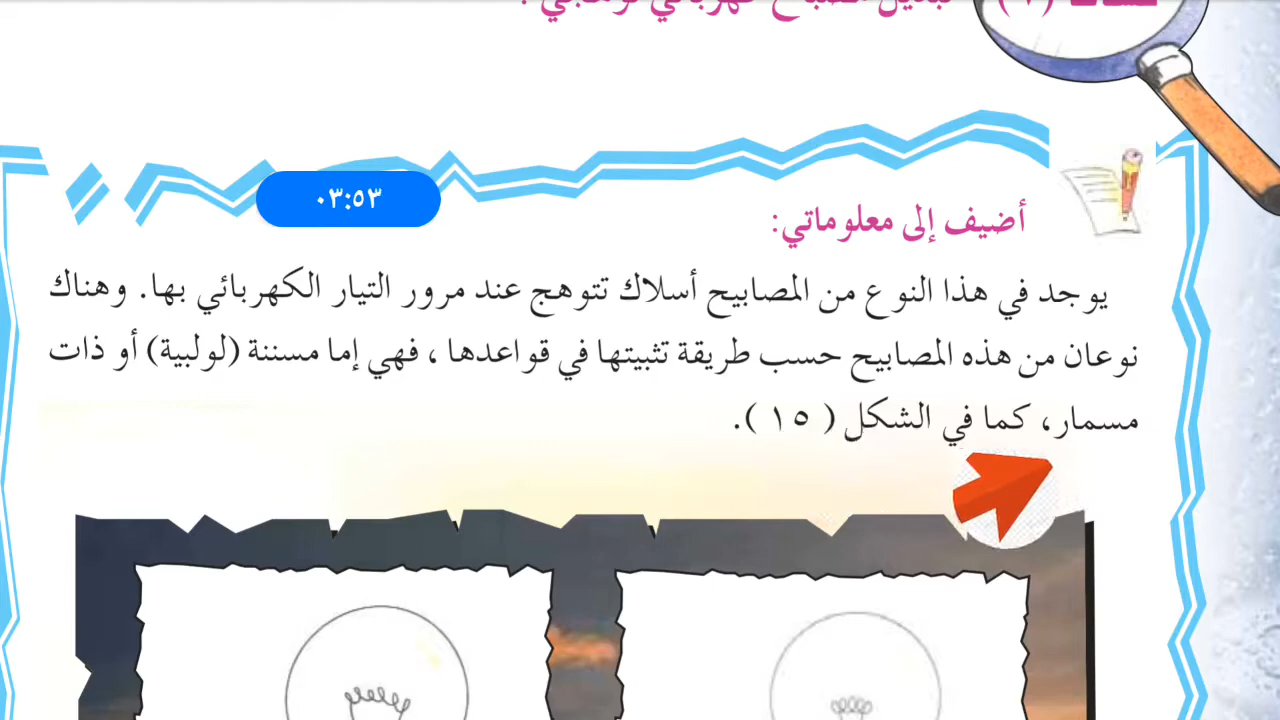 ٠٣:٥٣
أضيف إلى معلوماتي:
يوجد في هذا النوع من المصابيح أسلاك تتوهج عند مرور التيار الكهربائي بها. وهناك
نوعان من هذه المصابيح حسب طريقة تثبيتها في قواعدها ، فهي إما مسننة (لولبية) أو ذات
مسمار، كما في الشكل ( ١٥ ).